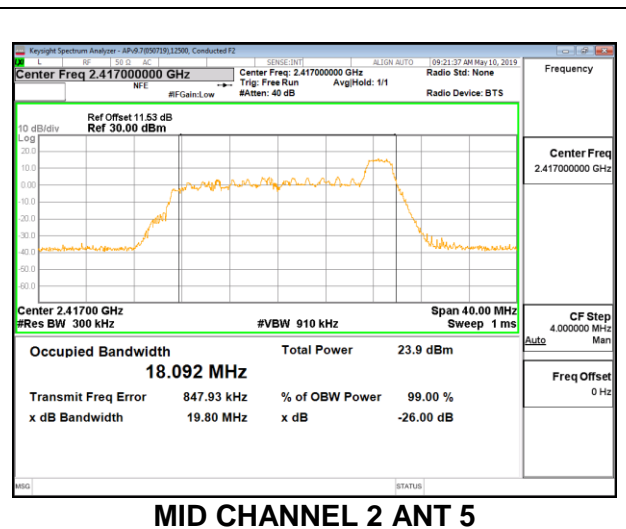 Keysight Spectrum Analyzer - APv9.7(050719),12500, Conducted F2
L RF 50 Ω AC SENSE:INT ALIGN AUTO 09:21:37 AM May 10, 2019
Center Freq 2.417000000 GHz Center Freq: 2.417000000 GHz Radio Std: None Frequency
NFE Trig: Free Run Avg|Hold: 1/1
#IFGain:Low #Atten: 40 dB Radio Device: BTS
Ref Offset 11.53 dB
10 dB/div Ref 30.00 dBm
Log
20.0
10.0
0.00
-10.0
-20.0
-30.0
-40.0
-50.0
-60.0
Center Freq
2.417000000 GHz
Center 2.41700 GHz Span 40.00 MHz
#Res BW 300 kHz #VBW 910 kHz Sweep 1 ms
CF Step
4.000000 MHz
Auto Man
Occupied Bandwidth Total Power 23.9 dBm
18.092 MHz
Transmit Freq Error 847.93 kHz % of OBW Power 99.00 %
x dB Bandwidth 19.80 MHz x dB -26.00 dB
Freq Offset
0 Hz
MSG STATUS
MID CHANNEL 2 ANT 5